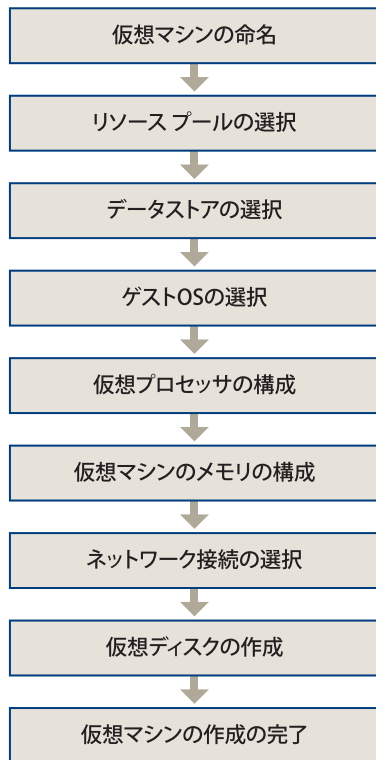 仮想マシンの命名
リソース プールの選択
データストアの選択
ゲストOSの選択
仮想プロセッサの構成
仮想マシンのメモリの構成
ネットワーク接続の選択
仮想ディスクの作成
仮想マシンの作成の完了